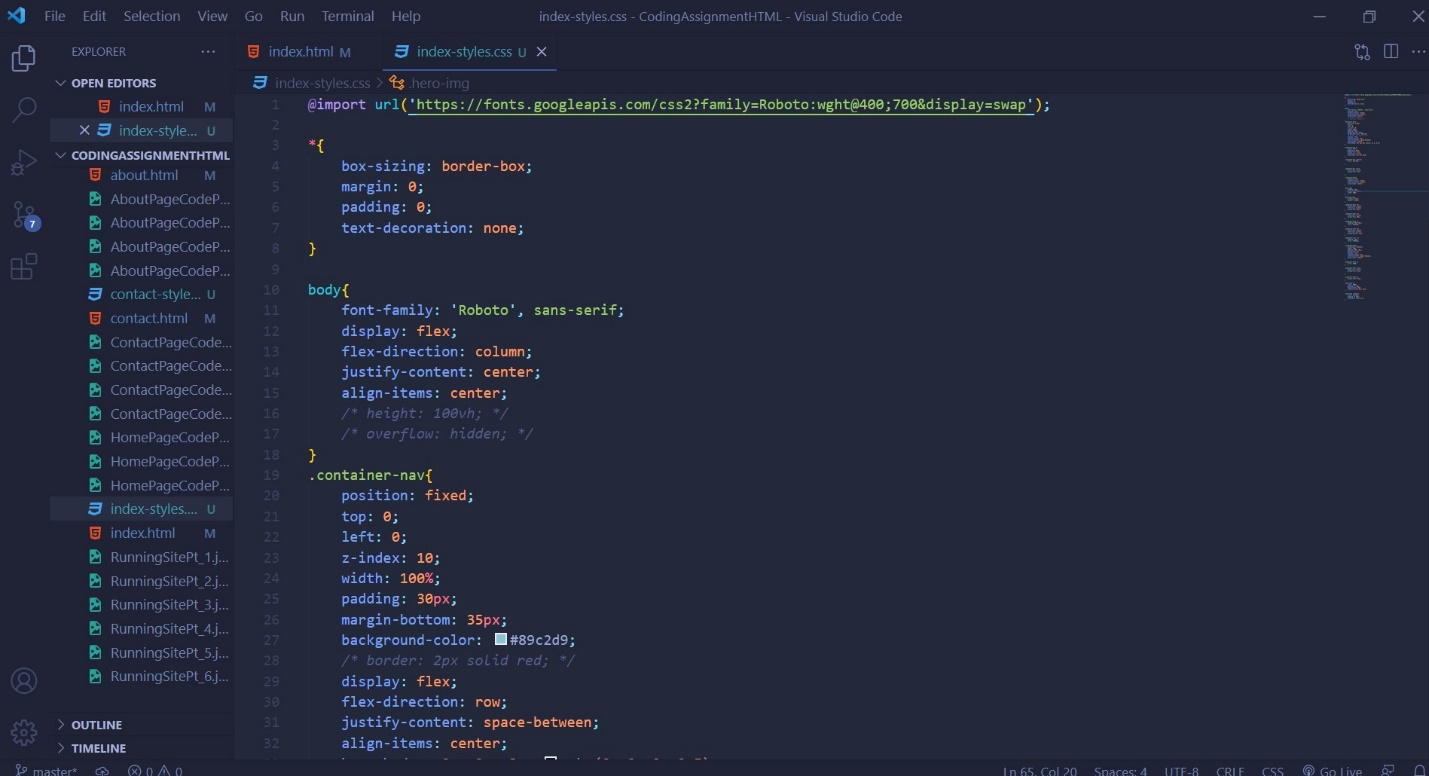 File Edit Selection View Go Run Terminal Help
index-styles.css - CodingAssignmentHTML - Visual Studio Code
EXPLORER ...
OPEN EDITORS
index.html M
index-style... U
CODINGASSIGNMENTHTML
about.html M
AboutPageCodeP...
AboutPageCodeP...
AboutPageCodeP...
AboutPageCodeP...
contact-style... U
contact.html M
ContactPageCode...
ContactPageCode...
ContactPageCode...
ContactPageCode...
HomePageCodeP...
HomePageCodeP...
HomePageCodeP...
index-styles.... U
index.html M
RunningSitePt_1.j...
RunningSitePt_2.j...
RunningSitePt_3.j...
RunningSitePt_4.j...
RunningSitePt_5.j...
RunningSitePt_6.j...
OUTLINE
TIMELINE
7
index.html M
index-styles.css U
index-styles.css > .hero-img
1 @import url('https://fonts.googleapis.com/css2?family=Roboto:wght@400;700&display=swap');
2
3 *{
4 box-sizing: border-box;
5 margin: 0;
6 padding: 0;
7 text-decoration: none;
8 }
9
10 body{
11 font-family: 'Roboto', sans-serif;
12 display: flex;
13 flex-direction: column;
14 justify-content: center;
15 align-items: center;
16 /* height: 100vh; */
17 /* overflow: hidden; */
18 }
19 .container-nav{
20 position: fixed;
21 top: 0;
22 left: 0;
23 z-index: 10;
24 width: 100%;
25 padding: 30px;
26 margin-bottom: 35px;
27 background-color: #89c2d9;
28 /* border: 2px solid red; */
29 display: flex;
30 flex-direction: row;
31 justify-content: space-between;
32 align-items: center;
master* 0 0
Ln 65, Col 20 Spaces: 4 UTF-8 CRLF CSS Go Live